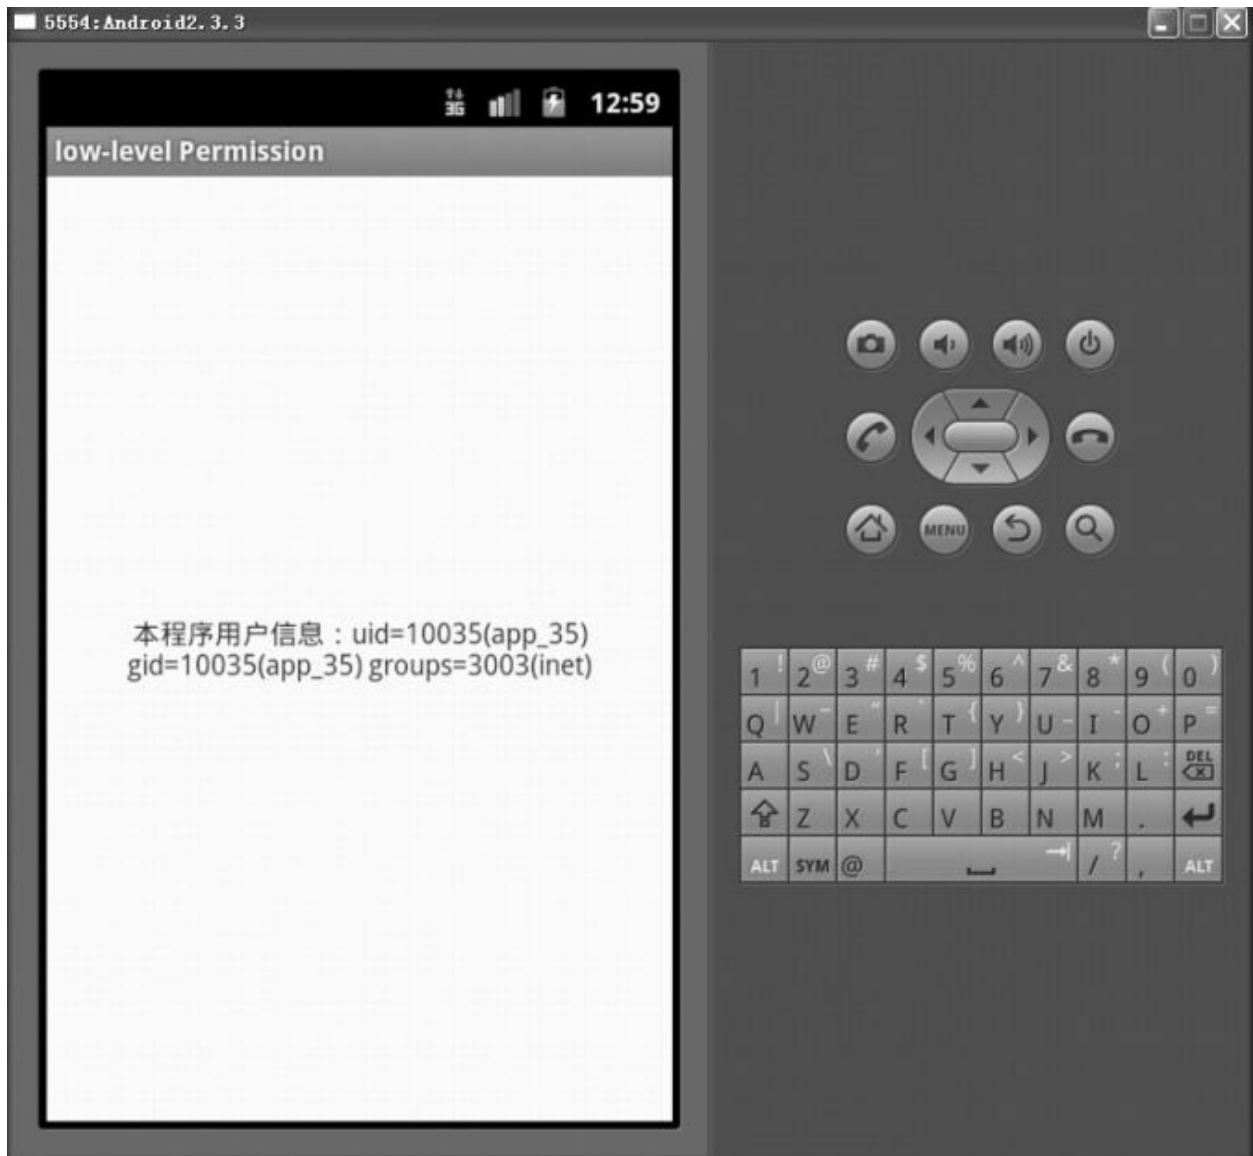 5554:Android2.3.3
3G 12:59
low-level Permission
本程序用户信息：uid=10035(app_35)
gid=10035(app_35) groups=3003(inet)
MENU
1 ! 2 @ 3 # 4 $ 5 % 6 ^ 7 & 8 * 9 ( 0 )
Q | W ~ E " R ` T { Y } U _ I - O + P =
A S \ D ' F [ G ] H < J > K ; L : DEL
Z X C V B N M .
ALT SYM @ / ? , ALT